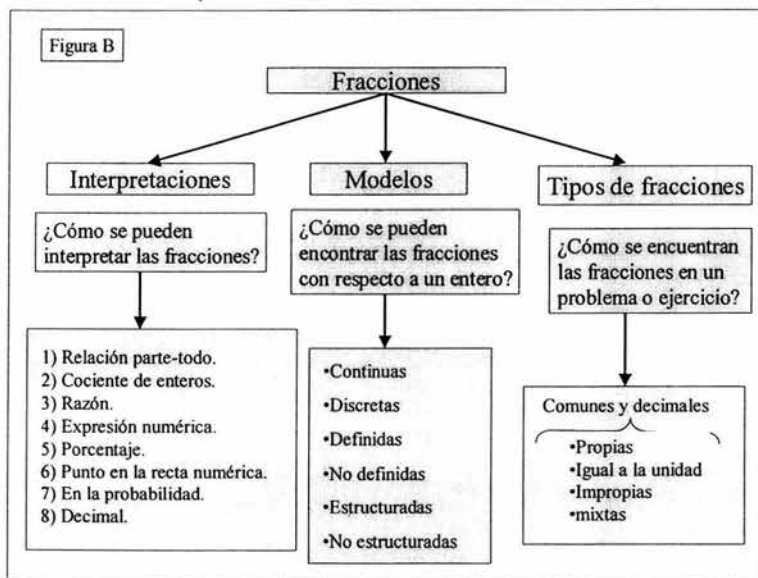 Figura B
Fracciones
Interpretaciones
¿Cómo se pueden
interpretar las fracciones?
1) Relación parte-todo.
2) Cociente de enteros.
3) Razón.
4) Expresión numérica.
5) Porcentaje.
6) Punto en la recta numérica.
7) En la probabilidad.
8) Decimal.
Modelos
¿Cómo se pueden
encontrar las fracciones
con respecto a un entero?
•Continuas
•Discretas
•Definidas
•No definidas
•Estructuradas
•No estructuradas
Tipos de fracciones
¿Cómo se encuentran
las fracciones en un
problema o ejercicio?
Comunes y decimales
•Propias
•Igual a la unidad
•Impropias
•mixtas